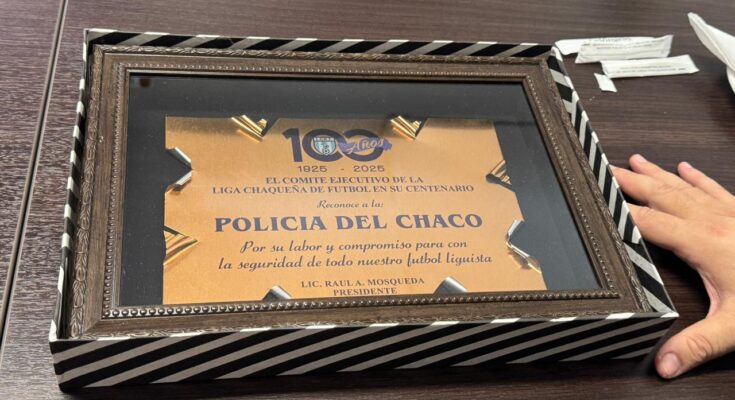 100 Años
1925 - 2025
EL COMITE EJECUTIVO DE LA
LIGA CHAQUEÑA DE FUTBOL EN SU CENTENARIO
Reconoce a la:
POLICIA DEL CHACO
Por su labor y compromiso para con
la seguridad de todo nuestro futbol liguista
LIC. RAUL A. MOSQUEDA
PRESIDENTE